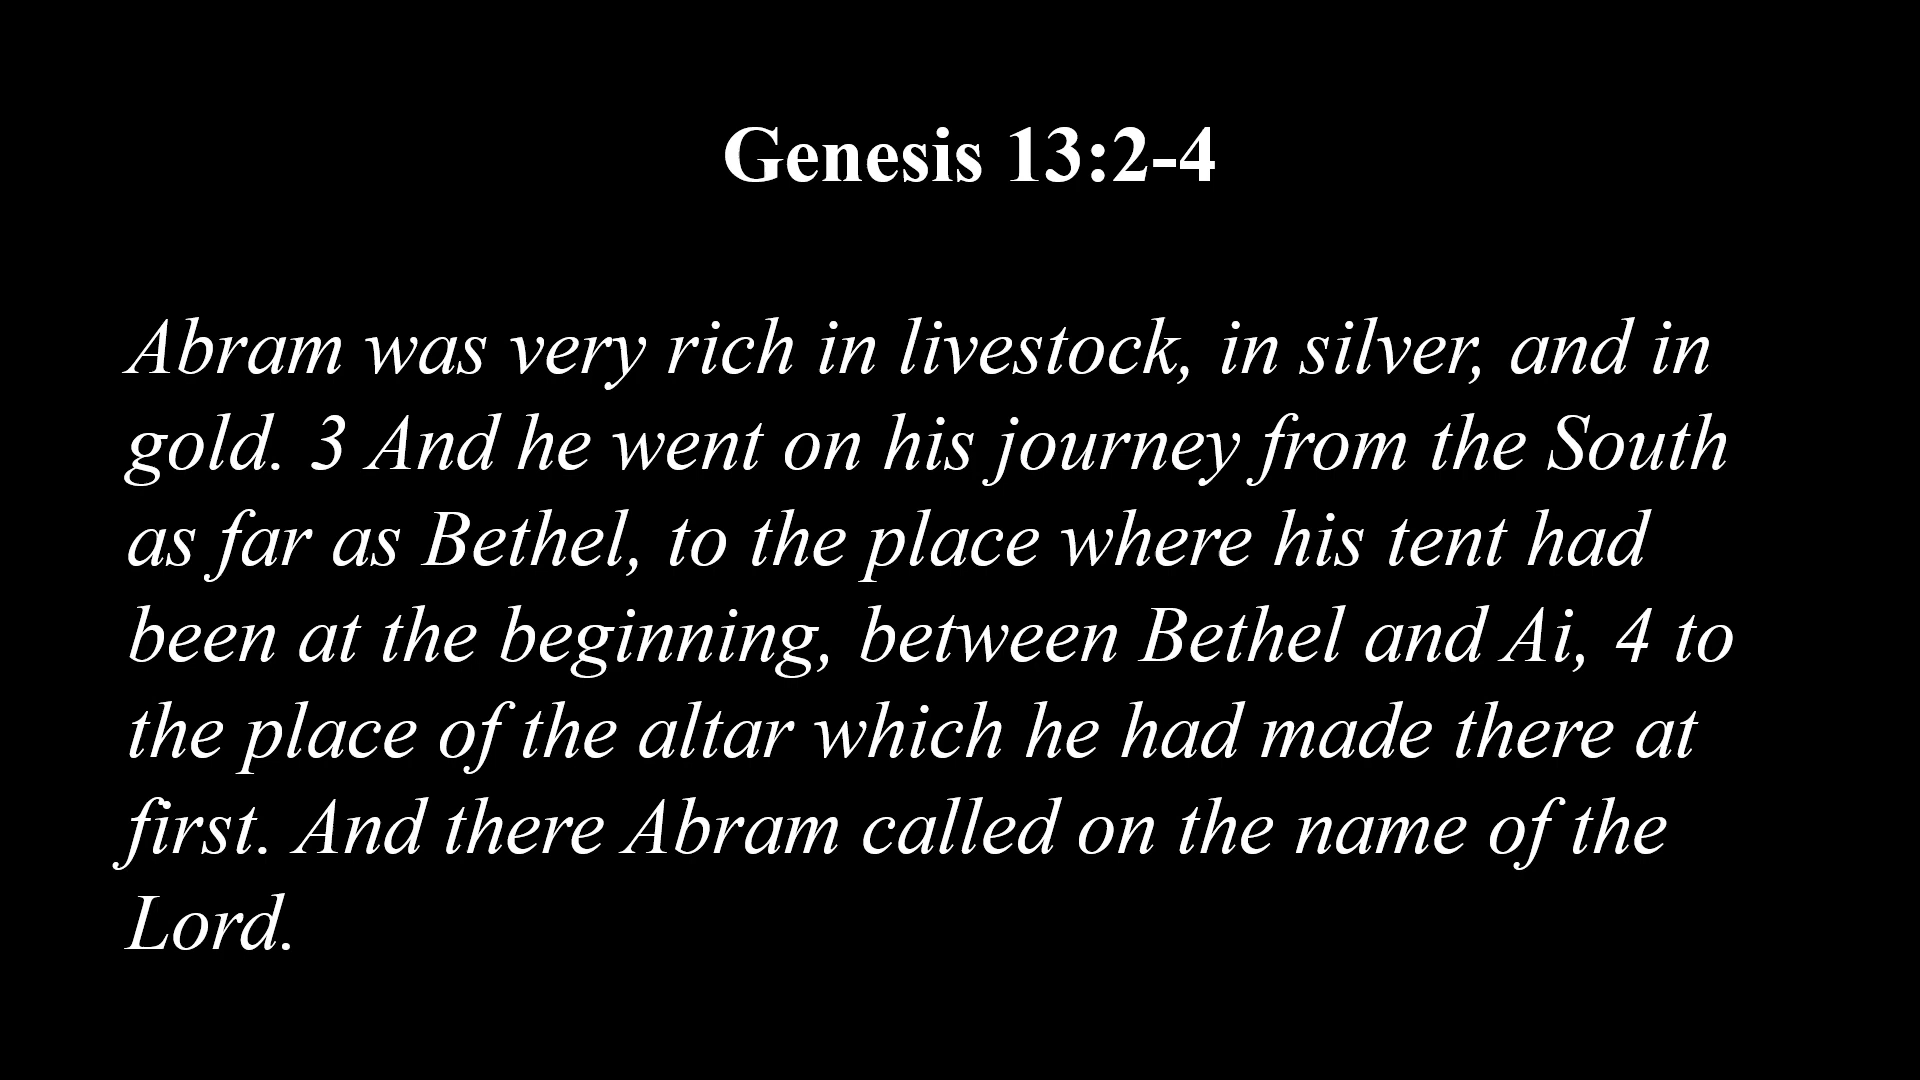 Genesis 13:2-4
Abram was very rich in livestock, in silver, and in
gold. 3 And he went on his journey from the South
as far as Bethel, to the place where his tent had
been at the beginning, between Bethel and Ai, 4 to
the place of the altar which he had made there at
first. And there Abram called on the name of the
Lord.